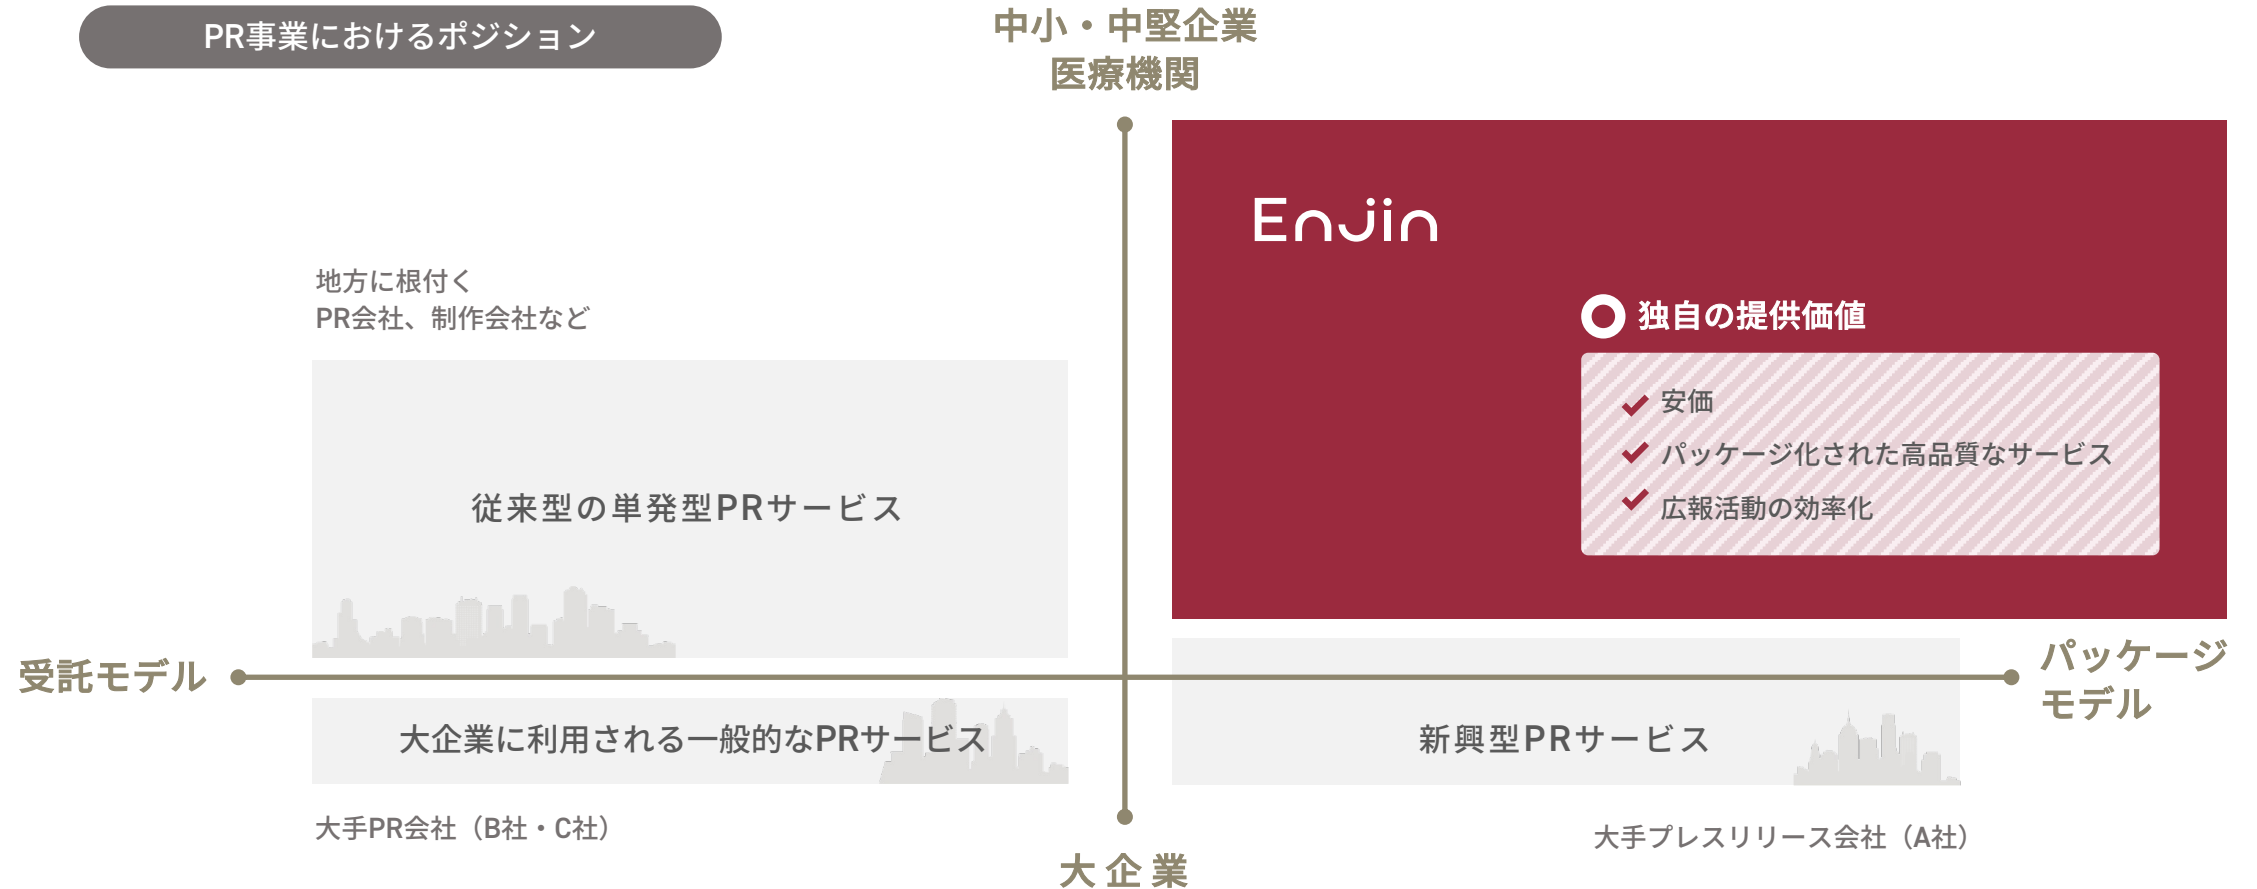 PR事業におけるポジション
中小・中堅企業
医療機関
Enjin
地方に根付く
PR会社、制作会社など
独自の提供価値
安価
パッケージ化された高品質なサービス
広報活動の効率化
従来型の単発型PRサービス
受託モデル
パッケージ
モデル
大企業に利用される一般的なPRサービス
新興型PRサービス
大手PR会社（B社・C社）
大手プレスリリース会社（A社）
大企業